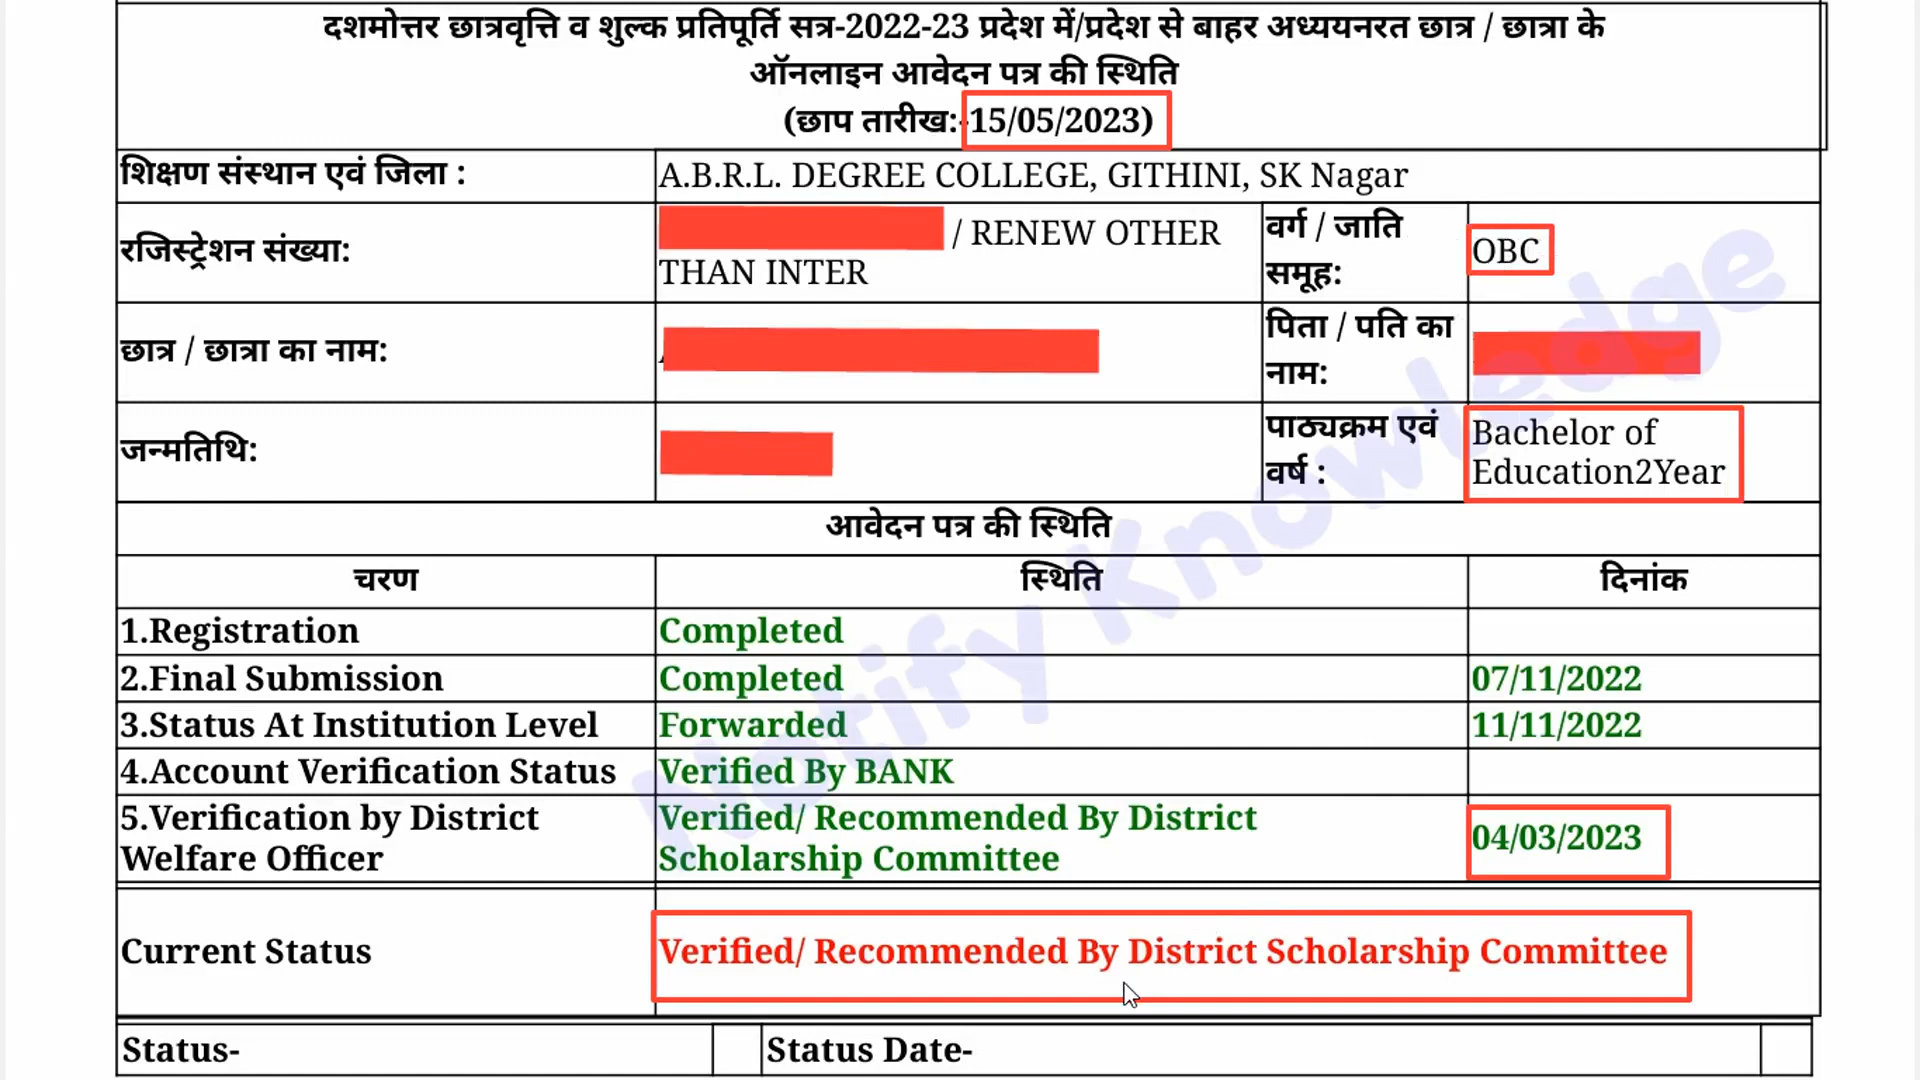 दशमोत्तर छात्रवृत्ति व शुल्क प्रतिपूर्ति सत्र-2022-23 प्रदेश में/प्रदेश से बाहर अध्ययनरत छात्र / छात्रा के
ऑनलाइन आवेदन पत्र की स्थिति
(छाप तारीख:-15/05/2023)
शिक्षण संस्थान एवं जिला :
A.B.R.L. DEGREE COLLEGE, GITHINI, SK Nagar
रजिस्ट्रेशन संख्या:
/ RENEW OTHER
THAN INTER
वर्ग / जाति
समूह:
OBC
छात्र / छात्रा का नाम:
पिता / पति का
नाम:
जन्मतिथि:
पाठ्यक्रम एवं
वर्ष :
Bachelor of
Education2Year
आवेदन पत्र की स्थिति
चरण
स्थिति
दिनांक
1.Registration
Completed
2.Final Submission
Completed
07/11/2022
3.Status At Institution Level
Forwarded
11/11/2022
4.Account Verification Status
Verified By BANK
5.Verification by District
Welfare Officer
Verified/ Recommended By District
Scholarship Committee
04/03/2023
Current Status
Verified/ Recommended By District Scholarship Committee
Status-
Status Date-
Notify Knowledge